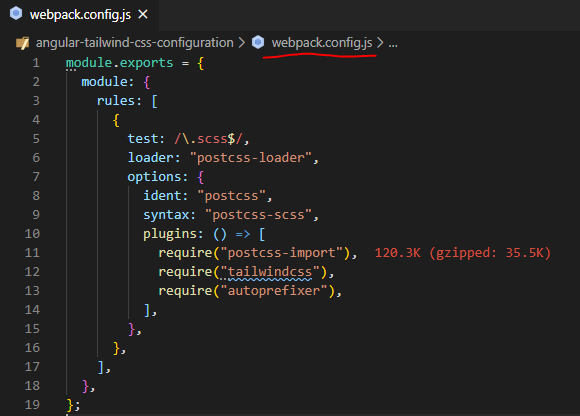 webpack.config.js ×
angular-tailwind-css-configuration > webpack.config.js > ...
1 module.exports = {
2   module: {
3     rules: [
4       {
5         test: /\.scss$/,
6         loader: "postcss-loader",
7         options: {
8           ident: "postcss",
9           syntax: "postcss-scss",
10           plugins: () => [
11             require("postcss-import"), 120.3K (gzipped: 35.5K)
12             require("tailwindcss"),
13             require("autoprefixer"),
14           ],
15         },
16       },
17     ],
18   },
19 };